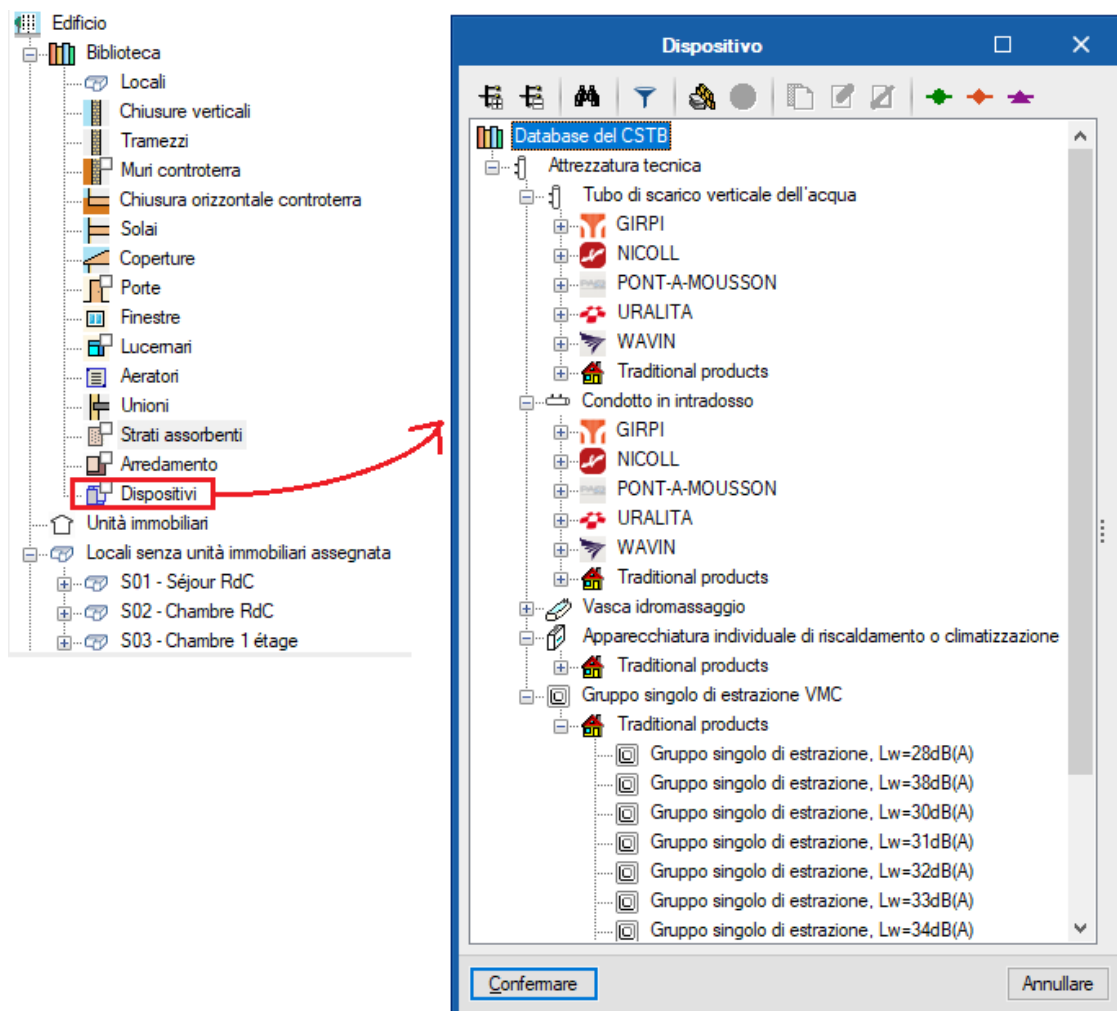 Edificio
Biblioteca
Locali
Chiusure verticali
Tramezzi
Muri controterra
Chiusura orizzontale controterra
Solai
Coperture
Porte
Finestre
Lucernari
Aeratori
Unioni
Strati assorbenti
Arredamento
Dispositivi
Unità immobiliari
Locali senza unità immobiliari assegnata
S01 - Séjour RdC
S02 - Chambre RdC
S03 - Chambre 1 étage
Dispositivo
Database del CSTB
Attrezzatura tecnica
Tubo di scarico verticale dell'acqua
GIRPI
NICOLL
PONT-A-MOUSSON
URALITA
WAVIN
Traditional products
Condotto in intradosso
GIRPI
NICOLL
PONT-A-MOUSSON
URALITA
WAVIN
Traditional products
Vasca idromassaggio
Apparecchiatura individuale di riscaldamento o climatizzazione
Traditional products
Gruppo singolo di estrazione VMC
Traditional products
Gruppo singolo di estrazione, Lw=28dB(A)
Gruppo singolo di estrazione, Lw=38dB(A)
Gruppo singolo di estrazione, Lw=30dB(A)
Gruppo singolo di estrazione, Lw=31dB(A)
Gruppo singolo di estrazione, Lw=32dB(A)
Gruppo singolo di estrazione, Lw=33dB(A)
Gruppo singolo di estrazione, Lw=34dB(A)
Confermare
Annullare